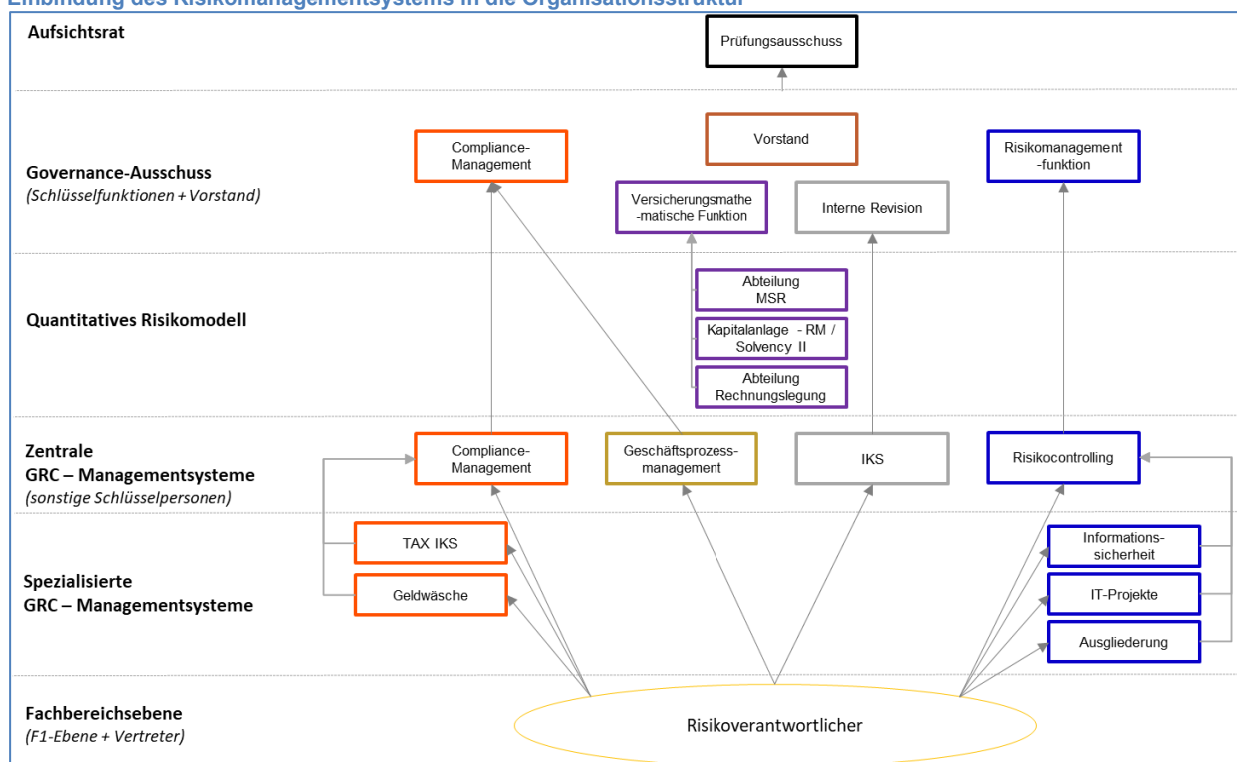 Einbindung des Risikomanagementsystems in die Organisationsstruktur
Aufsichtsrat
Prüfungsausschuss
Governance-Ausschuss
(Schlüsselfunktionen + Vorstand)
Compliance-
Management
Vorstand
Risikomanagement
-funktion
Versicherungsmathe
-matische Funktion
Interne Revision
Quantitatives Risikomodell
Abteilung
MSR
Kapitalanlage - RM /
Solvency II
Abteilung
Rechnungslegung
Zentrale
GRC – Managementsysteme
(sonstige Schlüsselpersonen)
Compliance-
Management
Geschäftsprozess-
management
IKS
Risikocontrolling
Spezialisierte
GRC – Managementsysteme
TAX IKS
Geldwäsche
Informations-
sicherheit
IT-Projekte
Ausgliederung
Fachbereichsebene
(F1-Ebene + Vertreter)
Risikoverantwortlicher